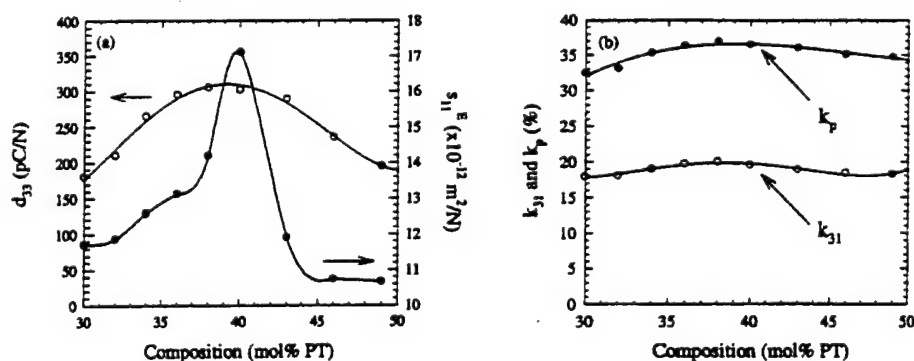 (a)
400
350
300
250
200
150
100
50
0
d33 (pC/N)
18
17
16
15
14
13
12
11
10
s11^E (x10^-12 m^2/N)
30 35 40 45 50
Composition (mol% PT)
(b)
40
35
30
25
20
15
10
5
0
k31 and kp (%)
kp
k31
30 35 40 45 50
Composition (mol% PT)